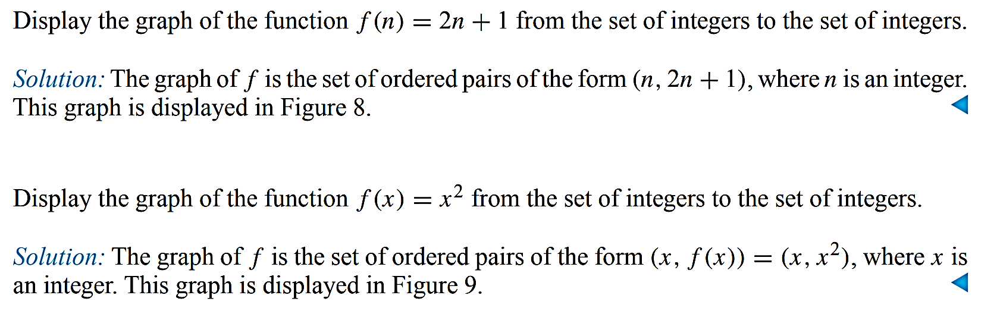 Display the graph of the function f(n) = 2n + 1 from the set of integers to the set of integers.
Solution: The graph of f is the set of ordered pairs of the form (n, 2n + 1), where n is an integer.
This graph is displayed in Figure 8.
Display the graph of the function f(x) = x² from the set of integers to the set of integers.
Solution: The graph of f is the set of ordered pairs of the form (x, f(x)) = (x, x²), where x is
an integer. This graph is displayed in Figure 9.